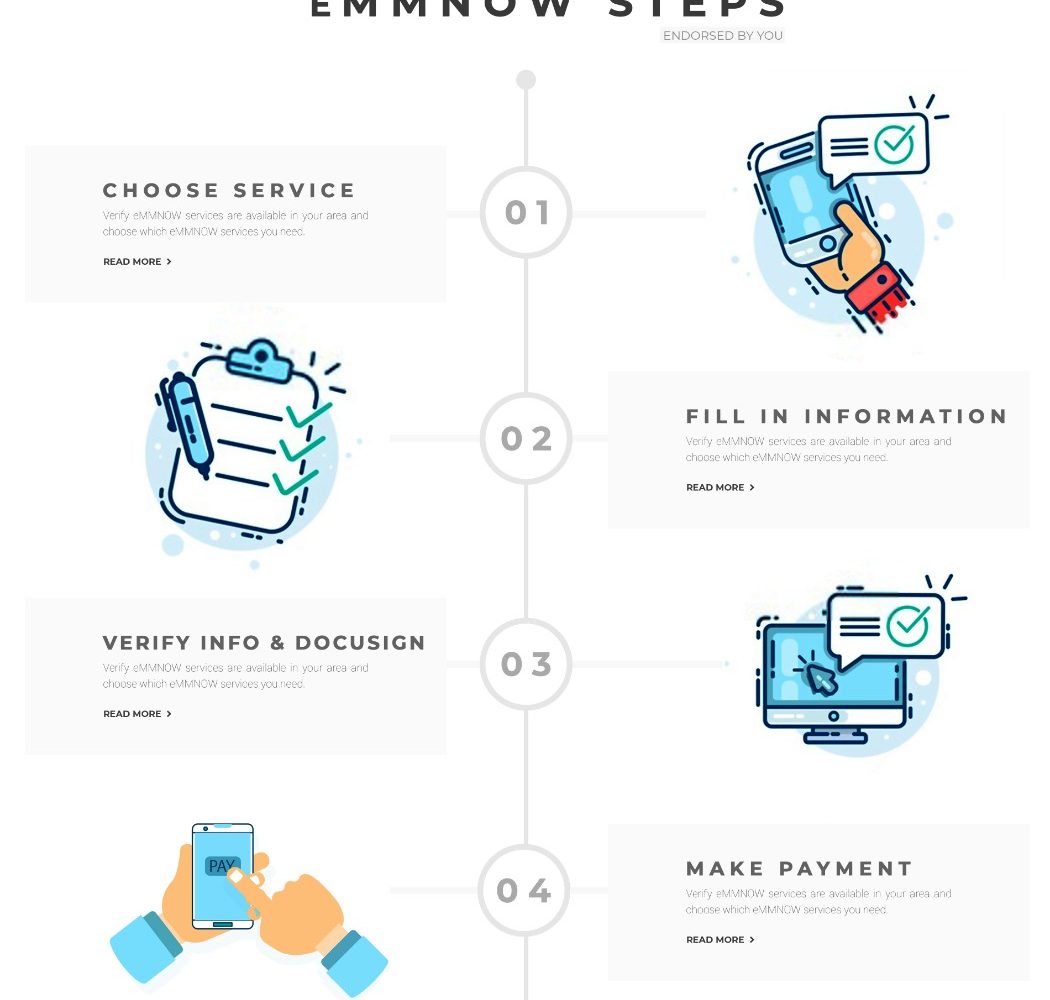 eMMNOW STEPS
ENDORSED BY YOU
CHOOSE SERVICE
Verify eMMNOW services are available in your area and
choose which eMMNOW services you need.
READ MORE >
01
02
FILL IN INFORMATION
Verify eMMNOW services are available in your area and
choose which eMMNOW services you need.
READ MORE >
VERIFY INFO & DOCUSIGN
Verify eMMNOW services are available in your area and
choose which eMMNOW services you need.
READ MORE >
03
PAY
04
MAKE PAYMENT
Verify eMMNOW services are available in your area and
choose which eMMNOW services you need.
READ MORE >